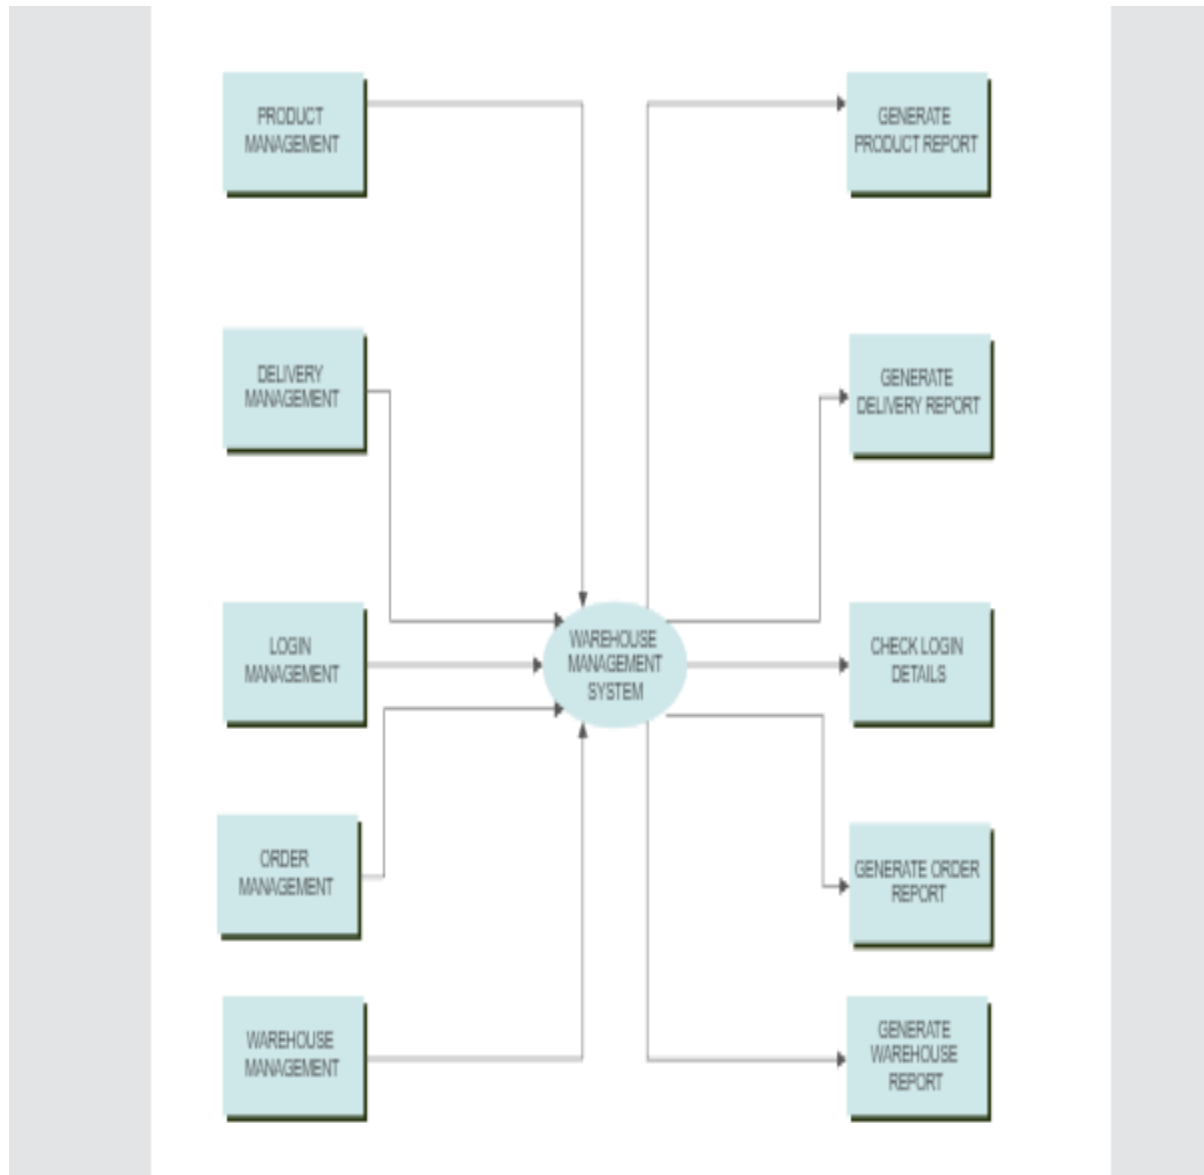 PRODUCT
MANAGEMENT
GENERATE
PRODUCT REPORT
DELIVERY
MANAGEMENT
GENERATE
DELIVERY REPORT
LOGIN
MANAGEMENT
WAREHOUSE
MANAGEMENT
SYSTEM
CHECK LOGIN
DETAILS
ORDER
MANAGEMENT
GENERATE ORDER
REPORT
WAREHOUSE
MANAGEMENT
GENERATE
WAREHOUSE
REPORT